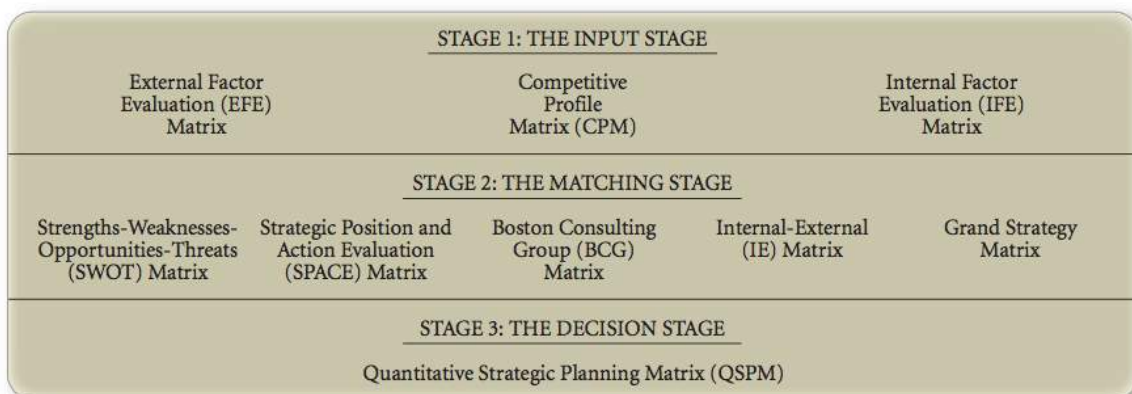 STAGE 1: THE INPUT STAGE
External Factor
Evaluation (EFE)
Matrix
Competitive
Profile
Matrix (CPM)
Internal Factor
Evaluation (IFE)
Matrix
STAGE 2: THE MATCHING STAGE
Strengths-Weaknesses-
Opportunities-Threats
(SWOT) Matrix
Strategic Position and
Action Evaluation
(SPACE) Matrix
Boston Consulting
Group (BCG)
Matrix
Internal-External
(IE) Matrix
Grand Strategy
Matrix
STAGE 3: THE DECISION STAGE
Quantitative Strategic Planning Matrix (QSPM)